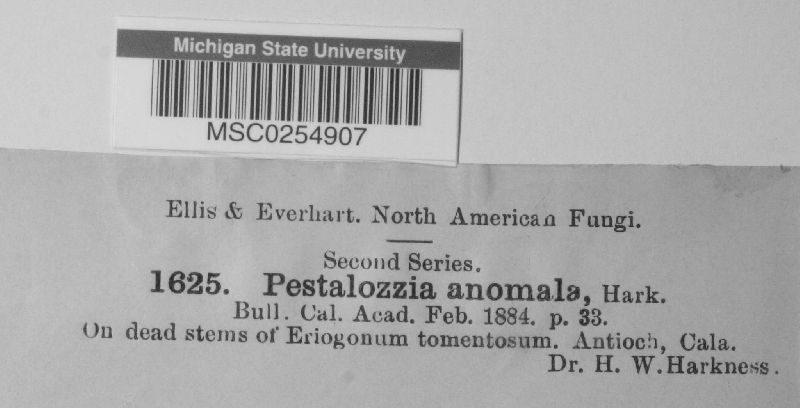 Michigan State University
MSC0254907
Ellis & Everhart. North American Fungi.
Second Series.
1625. Pestalozzia anomala, Hark.
Bull. Cal. Acad. Feb. 1884. p. 33.
On dead stems of Eriogonum tomentosum. Antioch, Cala.
Dr. H. W. Harkness.